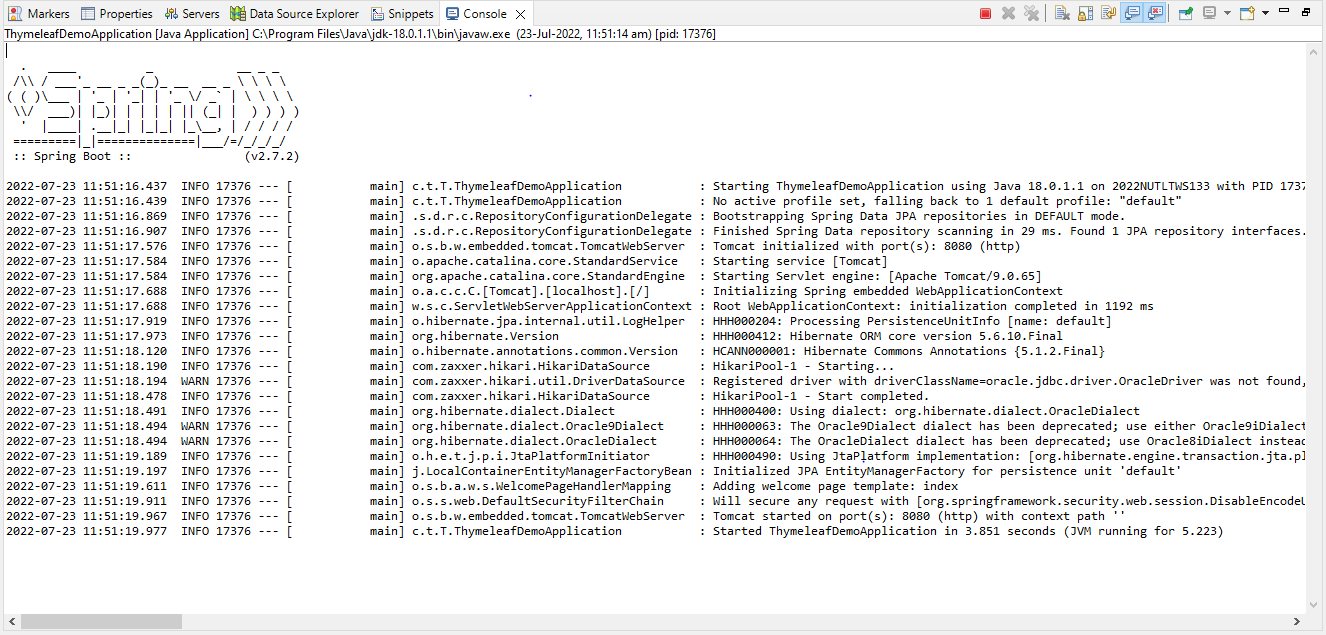 Markers Properties Servers Data Source Explorer Snippets Console
ThymeleafDemoApplication [Java Application] C:\Program Files\Java\jdk-18.0.1.1\bin\javaw.exe (23-Jul-2022, 11:51:14 am) [pid: 17376]
  .   ____          _            __ _ _
 /\\ / ___'_ __ _ _(_)_ __  __ _ \ \ \ \
( ( )\___ | '_ | '_| | '_ \/ _` | \ \ \ \
 \\/  ___)| |_)| | | | | || (_| |  ) ) ) )
  '  |____| .__|_| |_|_| |_\__, | / / / /
 =========|_|==============|___/=/_/_/_/
 :: Spring Boot ::                (v2.7.2)
2022-07-23 11:51:16.437  INFO 17376 --- [           main] c.t.T.ThymeleafDemoApplication           : Starting ThymeleafDemoApplication using Java 18.0.1.1 on 2022NUTLTWS133 with PID 1737
2022-07-23 11:51:16.439  INFO 17376 --- [           main] c.t.T.ThymeleafDemoApplication           : No active profile set, falling back to 1 default profile: "default"
2022-07-23 11:51:16.869  INFO 17376 --- [           main] .s.d.r.c.RepositoryConfigurationDelegate : Bootstrapping Spring Data JPA repositories in DEFAULT mode.
2022-07-23 11:51:16.907  INFO 17376 --- [           main] .s.d.r.c.RepositoryConfigurationDelegate : Finished Spring Data repository scanning in 29 ms. Found 1 JPA repository interfaces.
2022-07-23 11:51:17.576  INFO 17376 --- [           main] o.s.b.w.embedded.tomcat.TomcatWebServer  : Tomcat initialized with port(s): 8080 (http)
2022-07-23 11:51:17.584  INFO 17376 --- [           main] o.apache.catalina.core.StandardService   : Starting service [Tomcat]
2022-07-23 11:51:17.584  INFO 17376 --- [           main] org.apache.catalina.core.StandardEngine  : Starting Servlet engine: [Apache Tomcat/9.0.65]
2022-07-23 11:51:17.688  INFO 17376 --- [           main] o.a.c.c.C.[Tomcat].[localhost].[/]       : Initializing Spring embedded WebApplicationContext
2022-07-23 11:51:17.688  INFO 17376 --- [           main] w.s.c.ServletWebServerApplicationContext : Root WebApplicationContext: initialization completed in 1192 ms
2022-07-23 11:51:17.919  INFO 17376 --- [           main] o.hibernate.jpa.internal.util.LogHelper  : HHH000204: Processing PersistenceUnitInfo [name: default]
2022-07-23 11:51:17.973  INFO 17376 --- [           main] org.hibernate.Version                    : HHH000412: Hibernate ORM core version 5.6.10.Final
2022-07-23 11:51:18.120  INFO 17376 --- [           main] o.hibernate.annotations.common.Version   : HCANN000001: Hibernate Commons Annotations {5.1.2.Final}
2022-07-23 11:51:18.190  INFO 17376 --- [           main] com.zaxxer.hikari.HikariDataSource       : HikariPool-1 - Starting...
2022-07-23 11:51:18.194  WARN 17376 --- [           main] com.zaxxer.hikari.util.DriverDataSource  : Registered driver with driverClassName=oracle.jdbc.driver.OracleDriver was not found,
2022-07-23 11:51:18.478  INFO 17376 --- [           main] com.zaxxer.hikari.HikariDataSource       : HikariPool-1 - Start completed.
2022-07-23 11:51:18.491  INFO 17376 --- [           main] org.hibernate.dialect.Dialect            : HHH000400: Using dialect: org.hibernate.dialect.OracleDialect
2022-07-23 11:51:18.494  WARN 17376 --- [           main] org.hibernate.dialect.Oracle9Dialect     : HHH000063: The Oracle9Dialect dialect has been deprecated; use either Oracle9iDialect
2022-07-23 11:51:18.494  WARN 17376 --- [           main] org.hibernate.dialect.OracleDialect      : HHH000064: The OracleDialect dialect has been deprecated; use Oracle8iDialect instead
2022-07-23 11:51:19.189  INFO 17376 --- [           main] o.h.e.t.j.p.i.JtaPlatformInitiator       : HHH000490: Using JtaPlatform implementation: [org.hibernate.engine.transaction.jta.pl
2022-07-23 11:51:19.197  INFO 17376 --- [           main] j.LocalContainerEntityManagerFactoryBean : Initialized JPA EntityManagerFactory for persistence unit 'default'
2022-07-23 11:51:19.611  INFO 17376 --- [           main] o.s.b.a.w.s.WelcomePageHandlerMapping    : Adding welcome page template: index
2022-07-23 11:51:19.911  INFO 17376 --- [           main] o.s.s.web.DefaultSecurityFilterChain     : Will secure any request with [org.springframework.security.web.session.DisableEncodeU
2022-07-23 11:51:19.967  INFO 17376 --- [           main] o.s.b.w.embedded.tomcat.TomcatWebServer  : Tomcat started on port(s): 8080 (http) with context path ''
2022-07-23 11:51:19.977  INFO 17376 --- [           main] c.t.T.ThymeleafDemoApplication           : Started ThymeleafDemoApplication in 3.851 seconds (JVM running for 5.223)